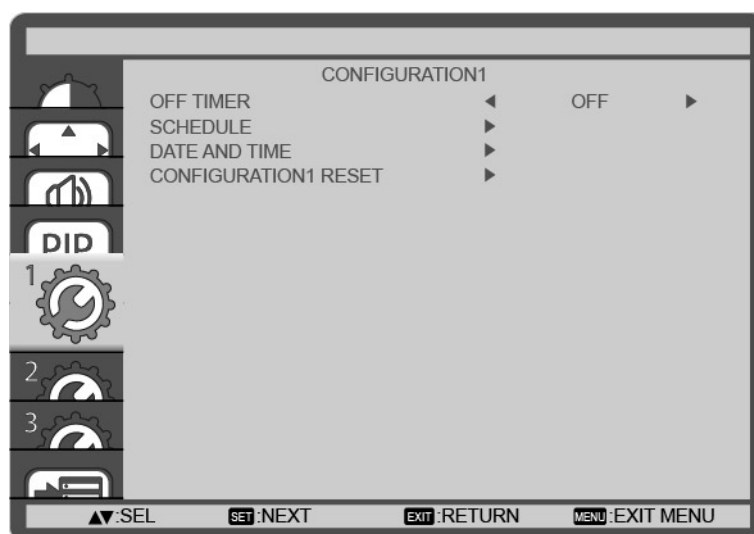 CONFIGURATION1
OFF TIMER ◀ OFF ▶
SCHEDULE ▶
DATE AND TIME ▶
CONFIGURATION1 RESET ▶
PIP
1
2
3
▲▼:SEL SET:NEXT EXIT:RETURN MENU:EXIT MENU